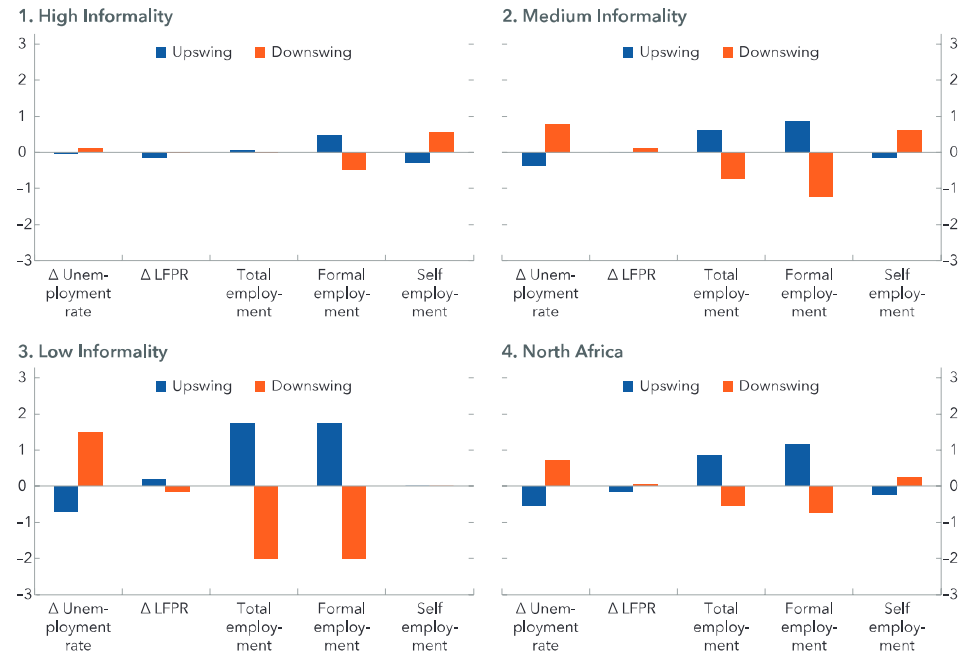 1. High Informality
Upswing Downswing
3
2
1
0
–1
–2
–3
Δ Unem-
ployment
rate
Δ LFPR
Total
employ-
ment
Formal
employ-
ment
Self
employ-
ment
2. Medium Informality
Upswing Downswing
3
2
1
0
–1
–2
–3
Δ Unem-
ployment
rate
Δ LFPR
Total
employ-
ment
Formal
employ-
ment
Self
employ-
ment
3. Low Informality
Upswing Downswing
3
2
1
0
–1
–2
–3
Δ Unem-
ployment
rate
Δ LFPR
Total
employ-
ment
Formal
employ-
ment
Self
employ-
ment
4. North Africa
Upswing Downswing
3
2
1
0
–1
–2
–3
Δ Unem-
ployment
rate
Δ LFPR
Total
employ-
ment
Formal
employ-
ment
Self
employ-
ment